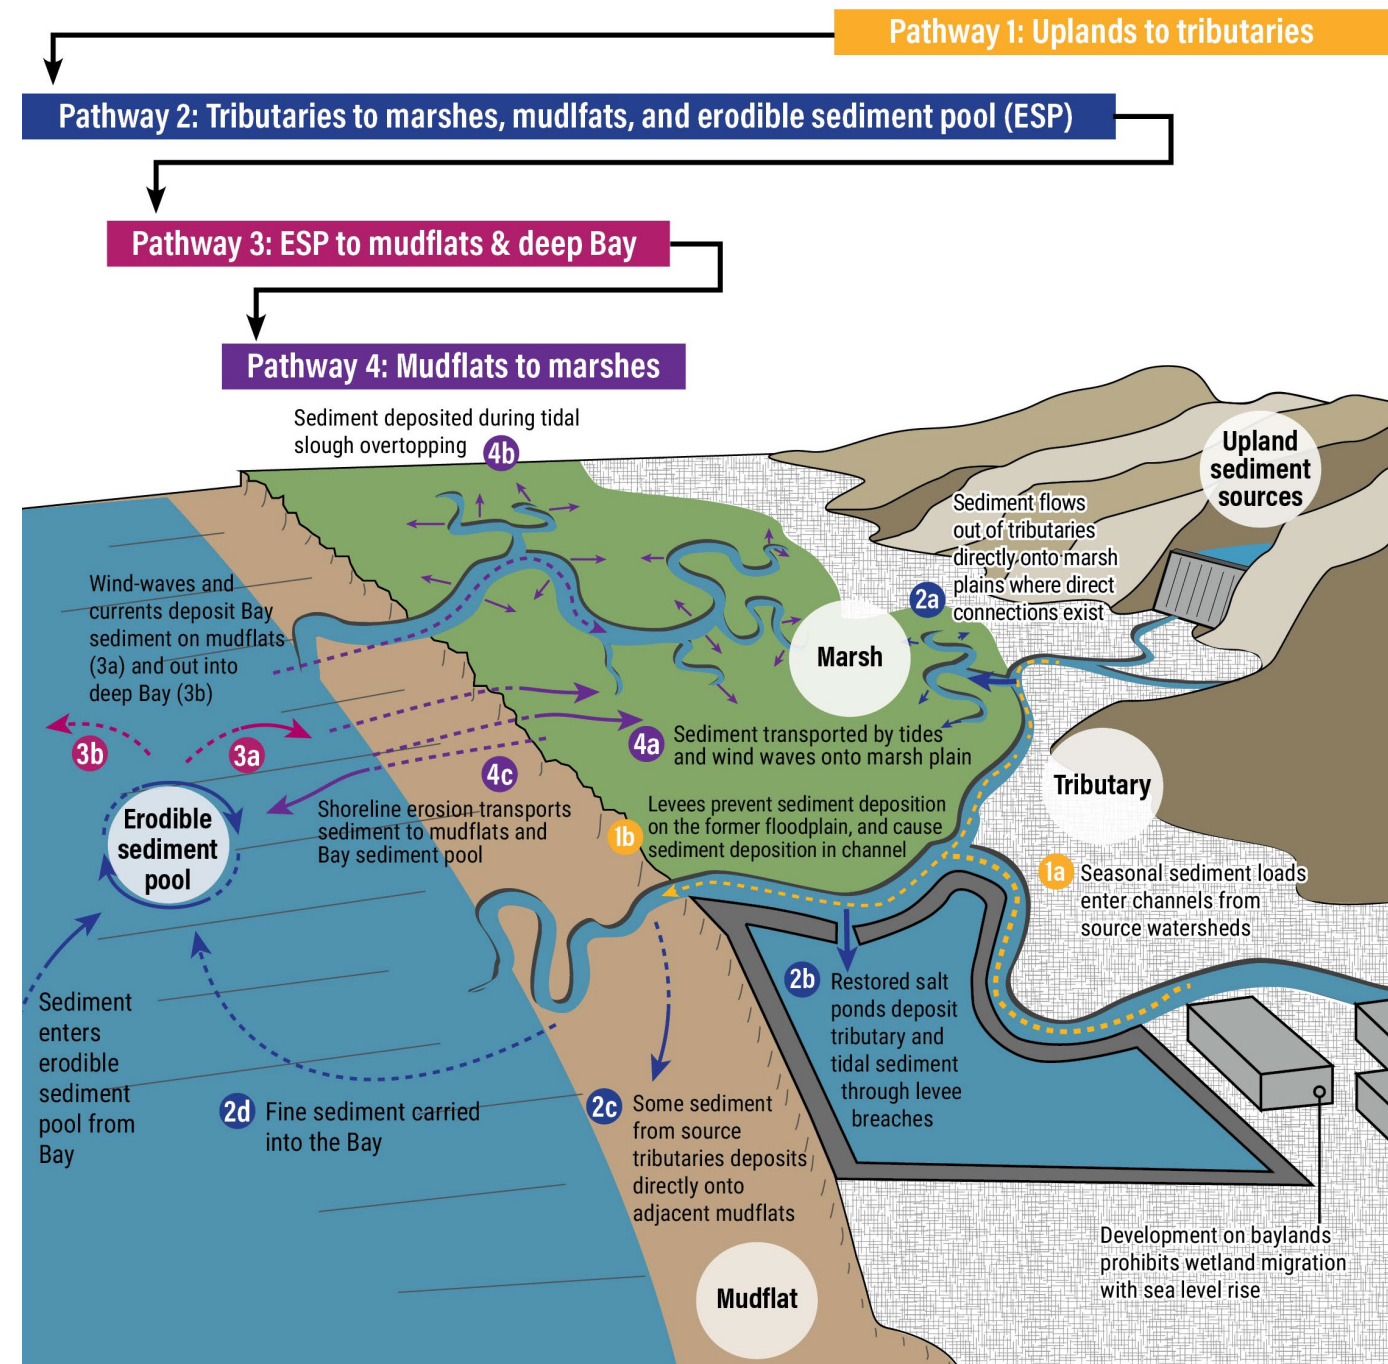 Pathway 1: Uplands to tributaries
Pathway 2: Tributaries to marshes, mudlfats, and erodible sediment pool (ESP)
Pathway 3: ESP to mudflats & deep Bay
Pathway 4: Mudflats to marshes
Sediment deposited during tidal
slough overtopping
4b
Upland
sediment
sources
Sediment flows
out of tributaries
directly onto marsh
plains where direct
connections exist
2a
Wind-waves and
currents deposit Bay
sediment on mudflats
(3a) and out into
deep Bay (3b)
Marsh
3b
3a
4a
Sediment transported by tides
and wind waves onto marsh plain
4c
Shoreline erosion transports
sediment to mudflats and
Bay sediment pool
Tributary
Erodible
sediment
pool
1b
Levees prevent sediment deposition
on the former floodplain, and cause
sediment deposition in channel
1a
Seasonal sediment loads
enter channels from
source watersheds
2b
Restored salt
ponds deposit
tributary and
tidal sediment
through levee
breaches
Sediment
enters
erodible
sediment
pool from
Bay
2d
Fine sediment carried
into the Bay
2c
Some sediment
from source
tributaries deposits
directly onto
adjacent mudflats
Development on baylands
prohibits wetland migration
with sea level rise
Mudflat